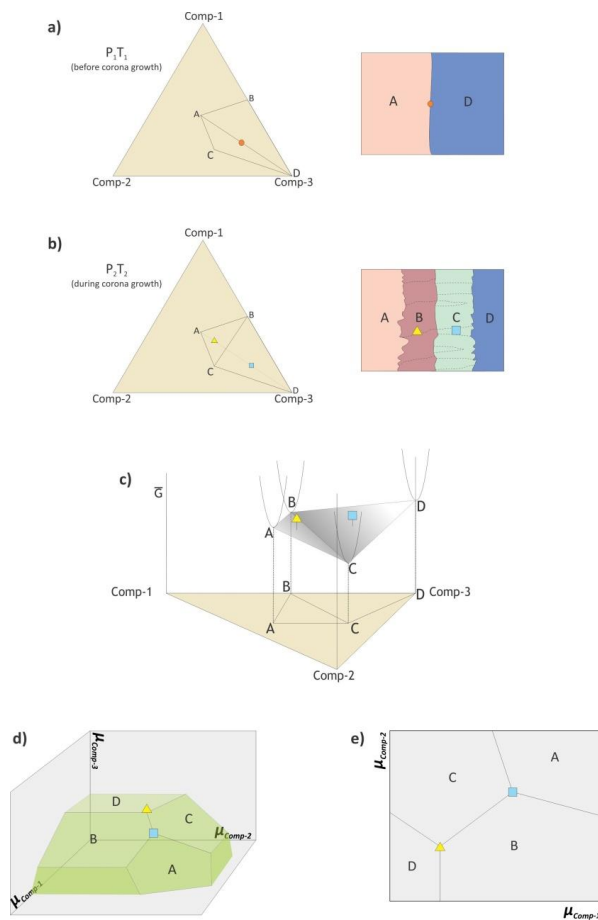 a)
Comp-1
P1T1
(before corona growth)
B
A
C
D
Comp-2
Comp-3
A
D
b)
Comp-1
P2T2
(during corona growth)
B
A
C
D
Comp-2
Comp-3
A
B
C
D
c)
G
B
A
D
C
Comp-1
B
D
Comp-3
A
C
Comp-2
d)
μComp-3
D
C
B
μComp-2
μComp-1
A
e)
μComp-2
A
C
B
D